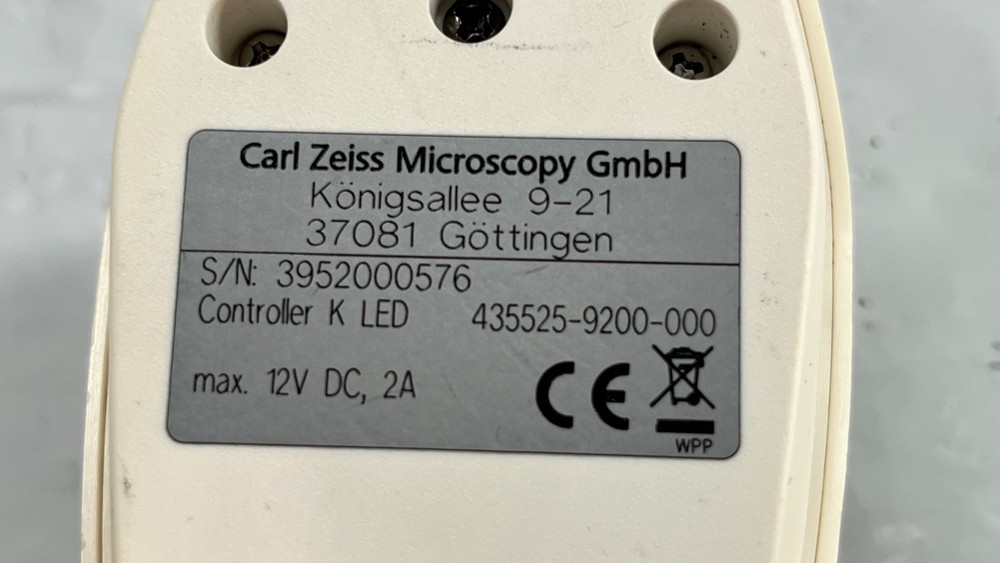 Carl Zeiss Microscopy GmbH
Königsallee 9-21
37081 Göttingen
S/N: 3952000576
Controller K LED 435525-9200-000
max. 12V DC, 2A
CE
WPP